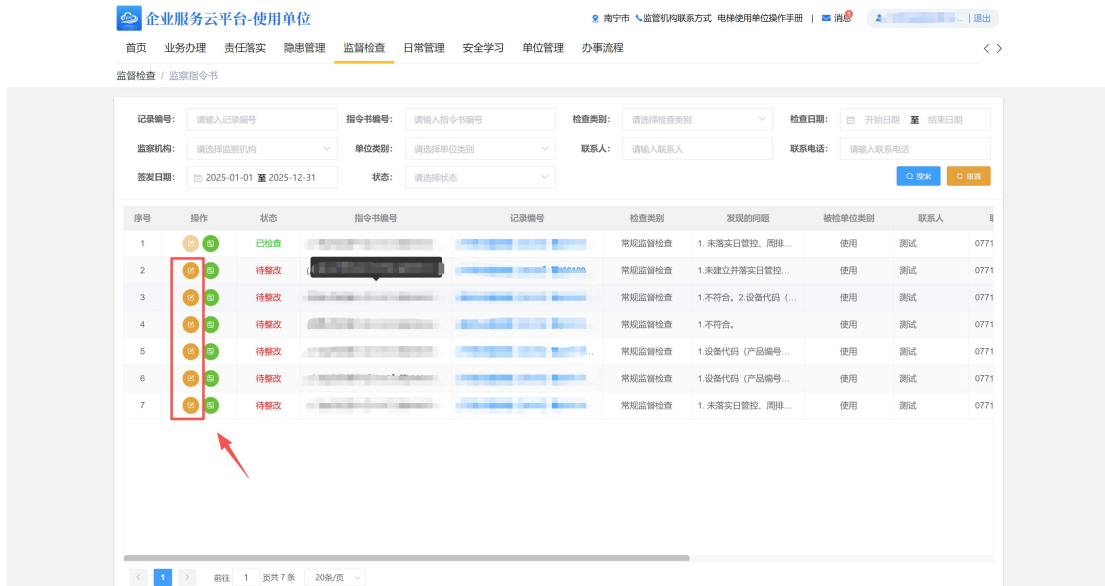 企业服务云平台-使用单位
南宁市 监管机构联系方式 电梯使用单位操作手册 | 消息 | 退出
首页 业务办理 责任落实 隐患管理 监督检查 日常管理 安全学习 单位管理 办事流程
监督检查 / 监察指令书
记录编号: 请输入记录编号 指令书编号: 请输入指令书编号 检查类别: 请选择检查类别 检查日期: 开始日期 至 结束日期
监察机构: 请选择监察机构 单位类别: 请选择单位类别 联系人: 请输入联系人 联系电话: 请输入联系电话
签发日期: 2025-01-01 至 2025-12-31 状态: 请选择状态 搜索 重置
序号 操作 状态 指令书编号 记录编号 检查类别 发现的问题 被检单位类别 联系人
1 已检查 常规监督检查 1. 未落实日管控、周排... 使用 测试 0771
2 待整改 常规监督检查 1.未建立并落实日管控... 使用 测试 0771
3 待整改 常规监督检查 1.不符合。2.设备代码（... 使用 测试 0771
4 待整改 常规监督检查 1.不符合。 使用 测试 0771
5 待整改 常规监督检查 1.设备代码（产品编号... 使用 测试 0771
6 待整改 常规监督检查 1.设备代码（产品编号... 使用 测试 0771
7 待整改 常规监督检查 1. 未落实日管控、周排... 使用 测试 0771
1 前往 1 页共 7 条 20条/页